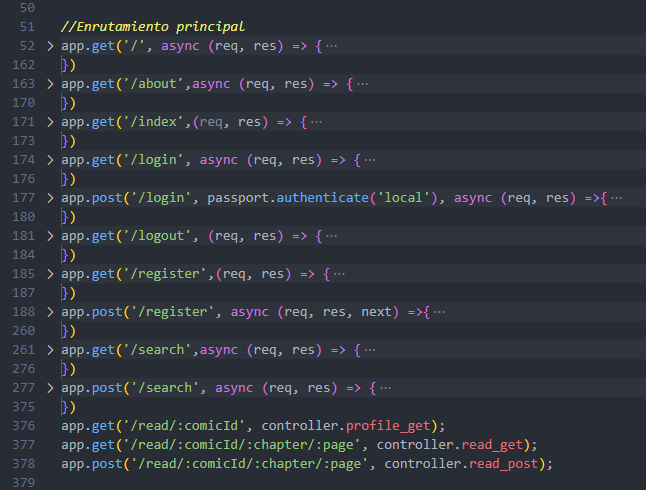 50
51 //Enrutamiento principal
52 > app.get('/', async (req, res) => { ...
162 })
163 > app.get('/about',async (req, res) => { ...
170 })
171 > app.get('/index',(req, res) => { ...
173 })
174 > app.get('/login', async (req, res) => { ...
176 })
177 > app.post('/login', passport.authenticate('local'), async (req, res) =>{ ...
180 })
181 > app.get('/logout', (req, res) => { ...
184 })
185 > app.get('/register',(req, res) => { ...
187 })
188 > app.post('/register', async (req, res, next) =>{ ...
260 })
261 > app.get('/search',async (req, res) => { ...
276 })
277 > app.post('/search', async (req, res) => { ...
375 })
376 app.get('/read/:comicId', controller.profile_get);
377 app.get('/read/:comicId/:chapter/:page', controller.read_get);
378 app.post('/read/:comicId/:chapter/:page', controller.read_post);
379